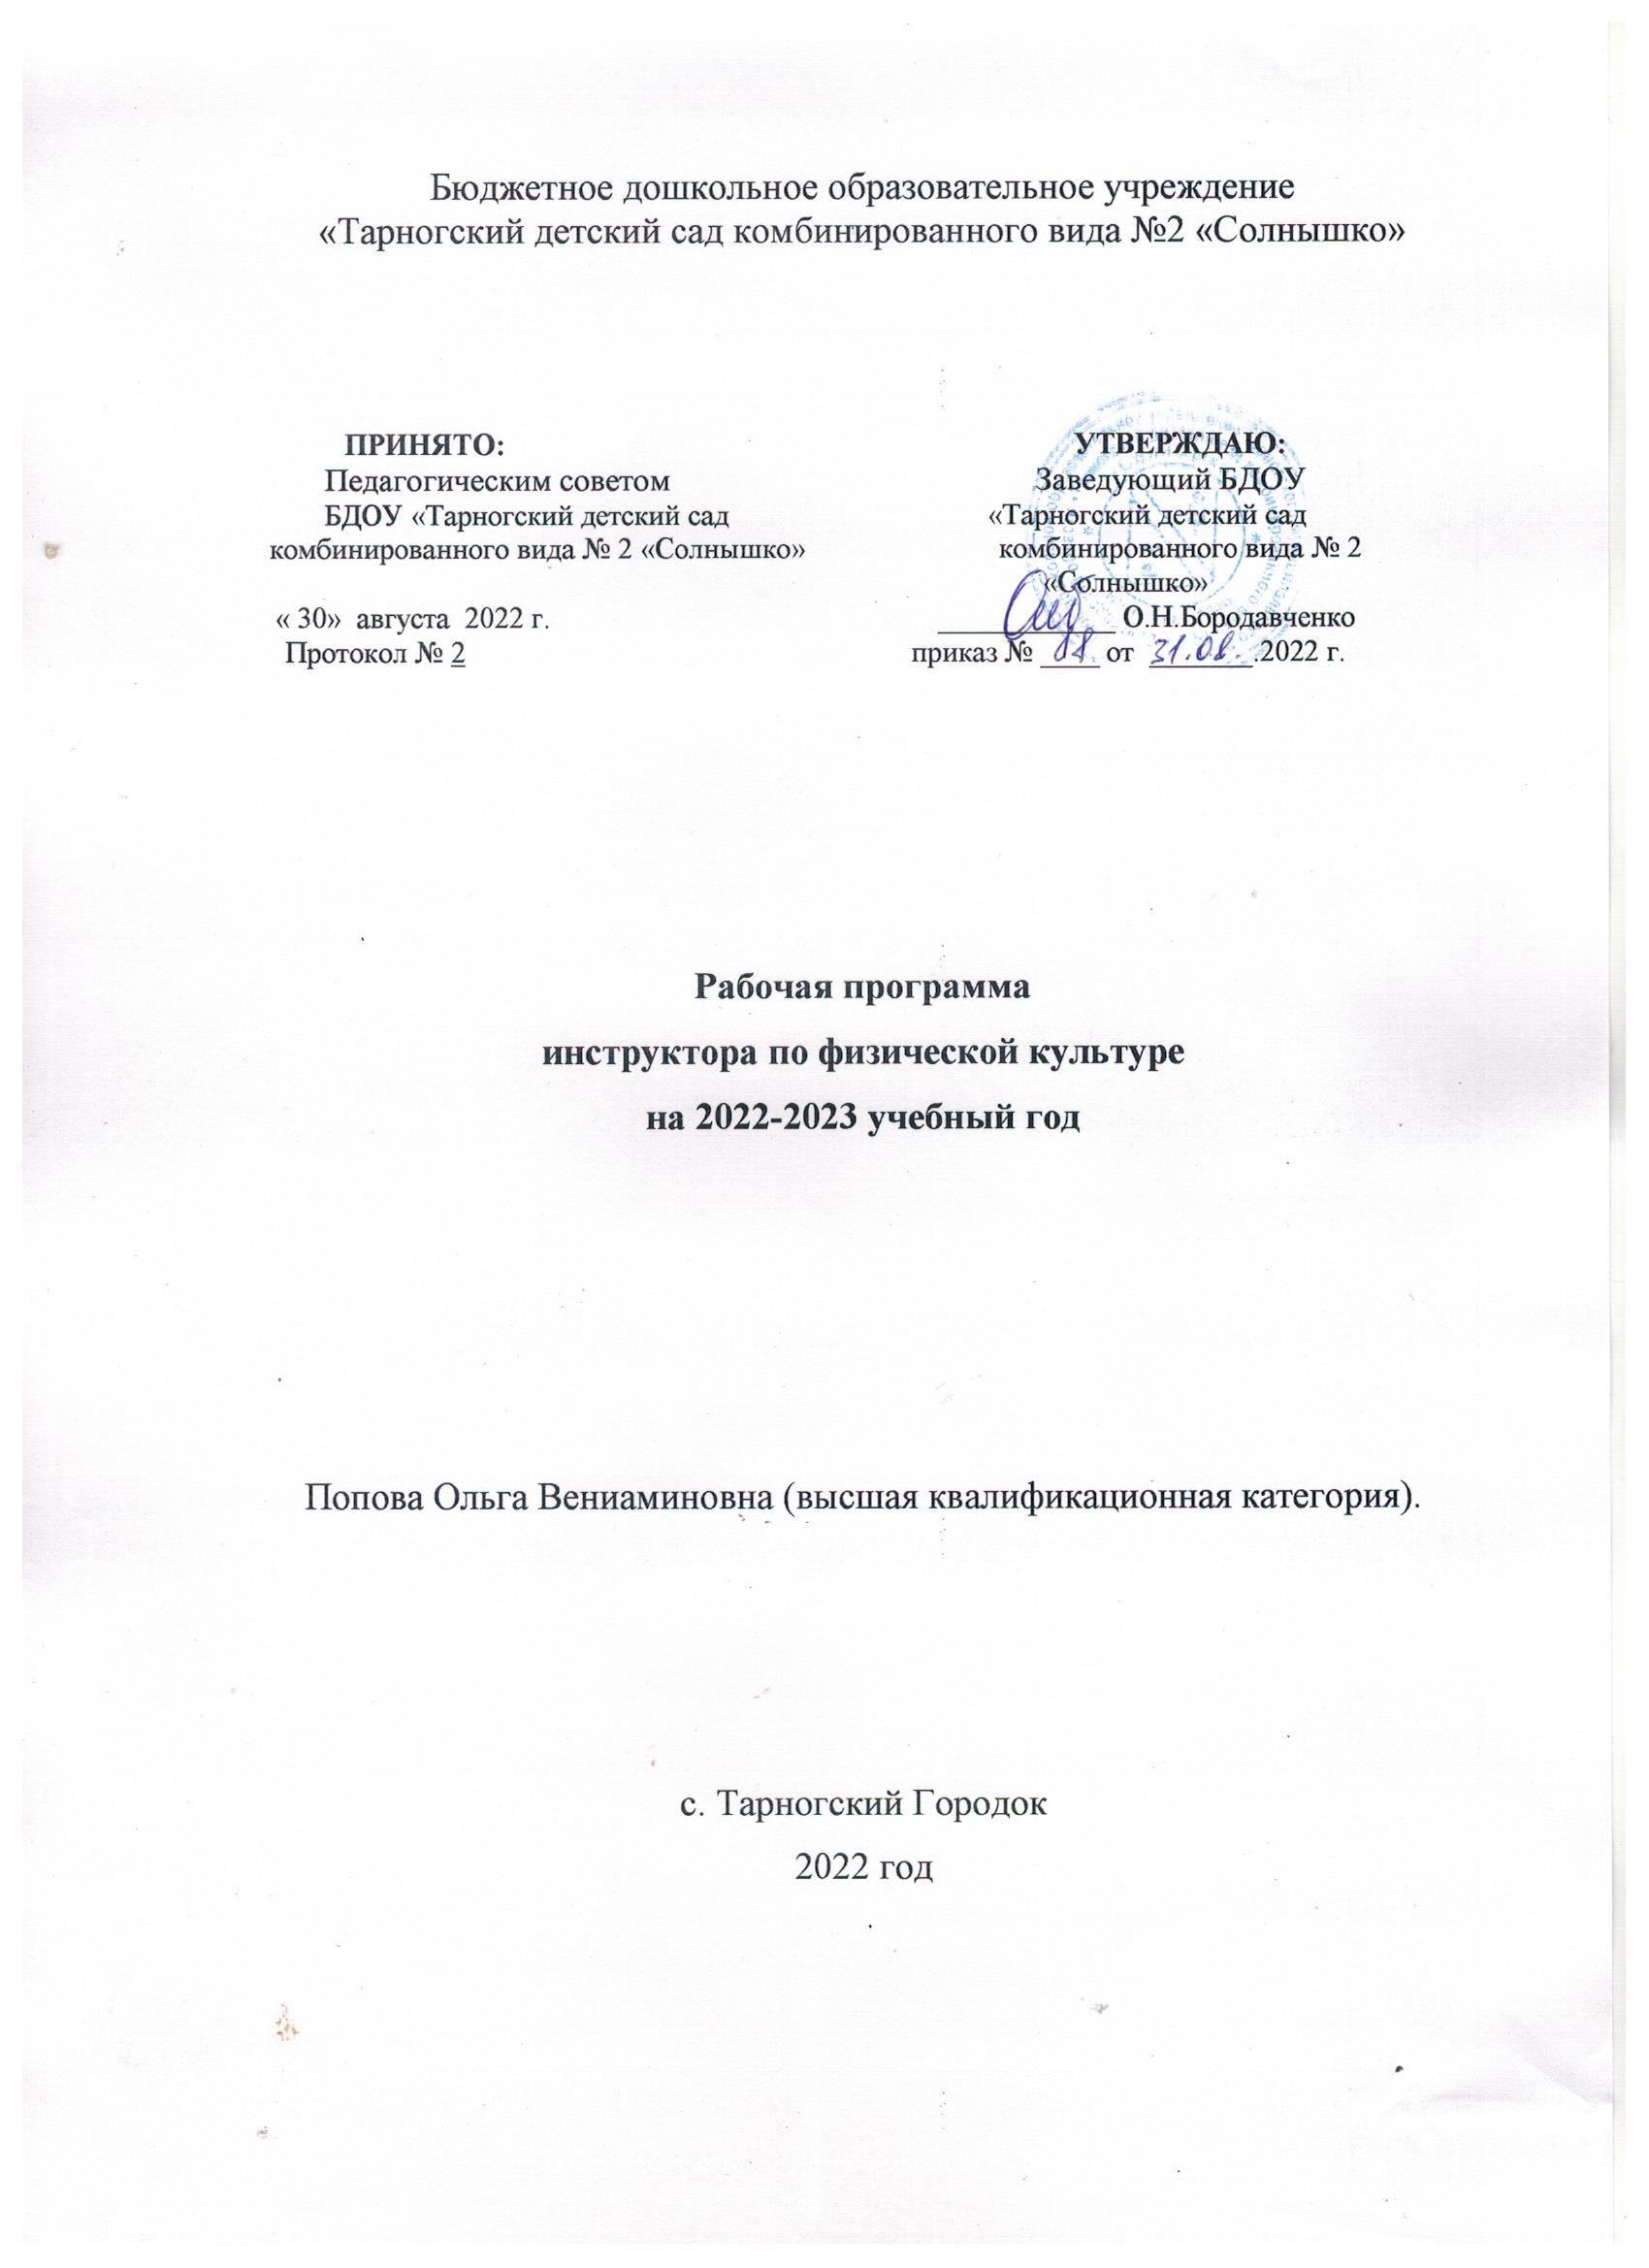 Бюджетное дошкольное образовательное учреждение
«Тарногский детский сад комбинированного вида №2 «Солнышко»
ПРИНЯТО:
Педагогическим советом
БДОУ «Тарногский детский сад
комбинированного вида № 2 «Солнышко»
« 30» августа 2022 г.
Протокол № 2
УТВЕРЖДАЮ:
Заведующий БДОУ
«Тарногский детский сад
комбинированного вида № 2
«Солнышко»
О.Н.Бородавченко
приказ № от 31.08..2022 г.
Рабочая программа
инструктора по физической культуре
на 2022-2023 учебный год
Попова Ольга Вениаминовна (высшая квалификационная категория).
с. Тарногский Городок
2022 год